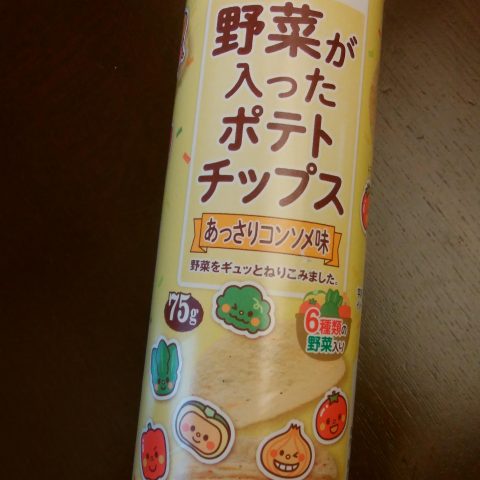 野菜が
入った
ポテト
チップス
あっさりコンソメ味
野菜をギュッとねりこみました。
75g
6種類の
野菜入り